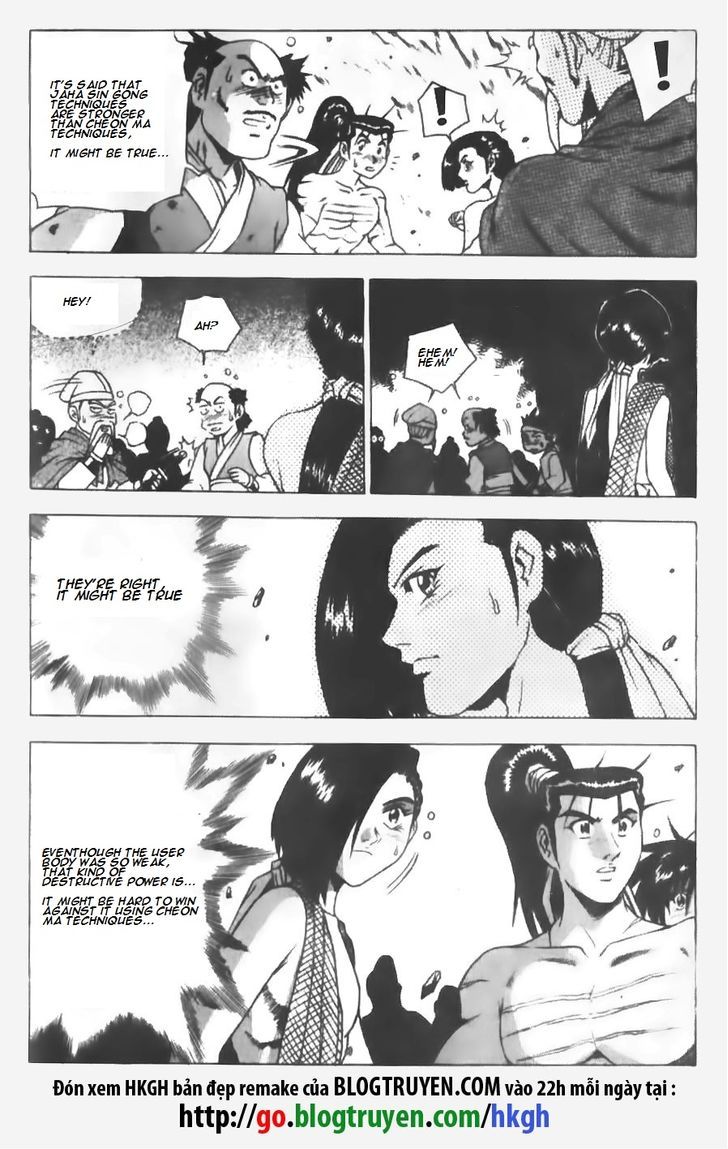 IT'S SAID THAT
JAHA SIN GONG
TECHNIQUES
ARE STRONGER
THAN CHEON MA
TECHNIQUES,
IT MIGHT BE TRUE...
!
!
HEY!
AH?
EHEM!
HEM!
THEY'RE RIGHT,
IT MIGHT BE TRUE
EVENTHOUGH THE USER
BODY WAS SO WEAK,
THAT KIND OF
DESTRUCTIVE POWER IS...
IT MIGHT BE HARD TO WIN
AGAINST IT USING CHEON
MA TECHNIQUES...
Đón xem HKGH bản đẹp remake của BLOGTRUYEN.COM vào 22h mỗi ngày tại :
http://go.blogtruyen.com/hkgh